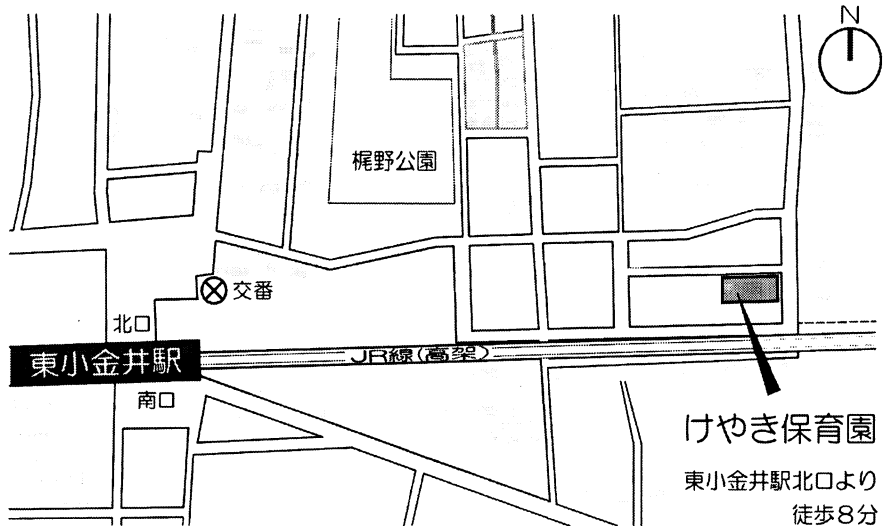 N
梶野公園
交番
北口
東小金井駅
JR線(高架)
南口
けやき保育園
東小金井駅北口より
徒歩8分